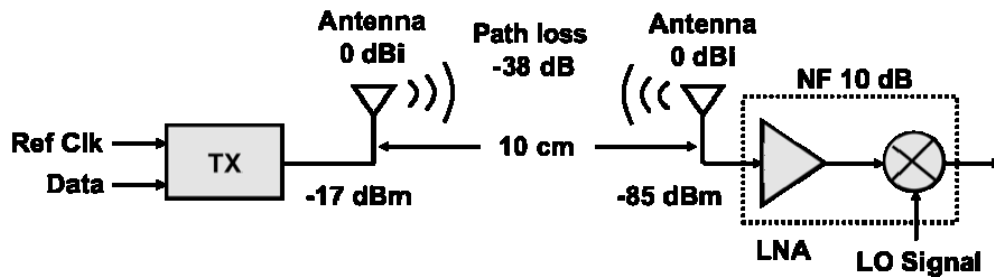 Antenna
0 dBi
Path loss
-38 dB
Antenna
0 dBi
NF 10 dB
Ref Clk
Data
TX
10 cm
-17 dBm
-85 dBm
LNA
LO Signal